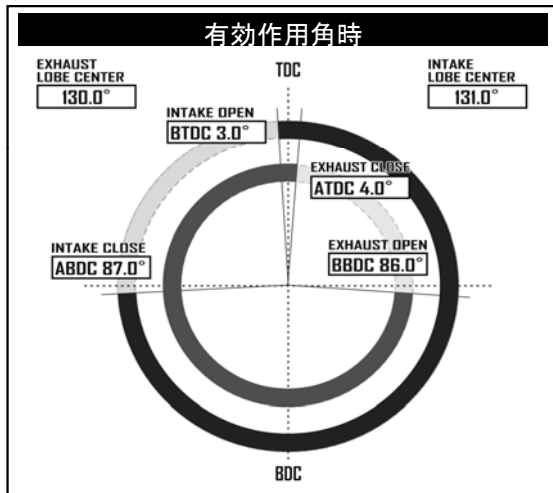 有効作用角時
EXHAUST
LOBE CENTER
130.0°
TDC
INTAKE
LOBE CENTER
131.0°
INTAKE OPEN
BTDC 3.0°
EXHAUST CLOSE
ATDC 4.0°
INTAKE CLOSE
ABDC 87.0°
EXHAUST OPEN
BBDC 86.0°
BDC